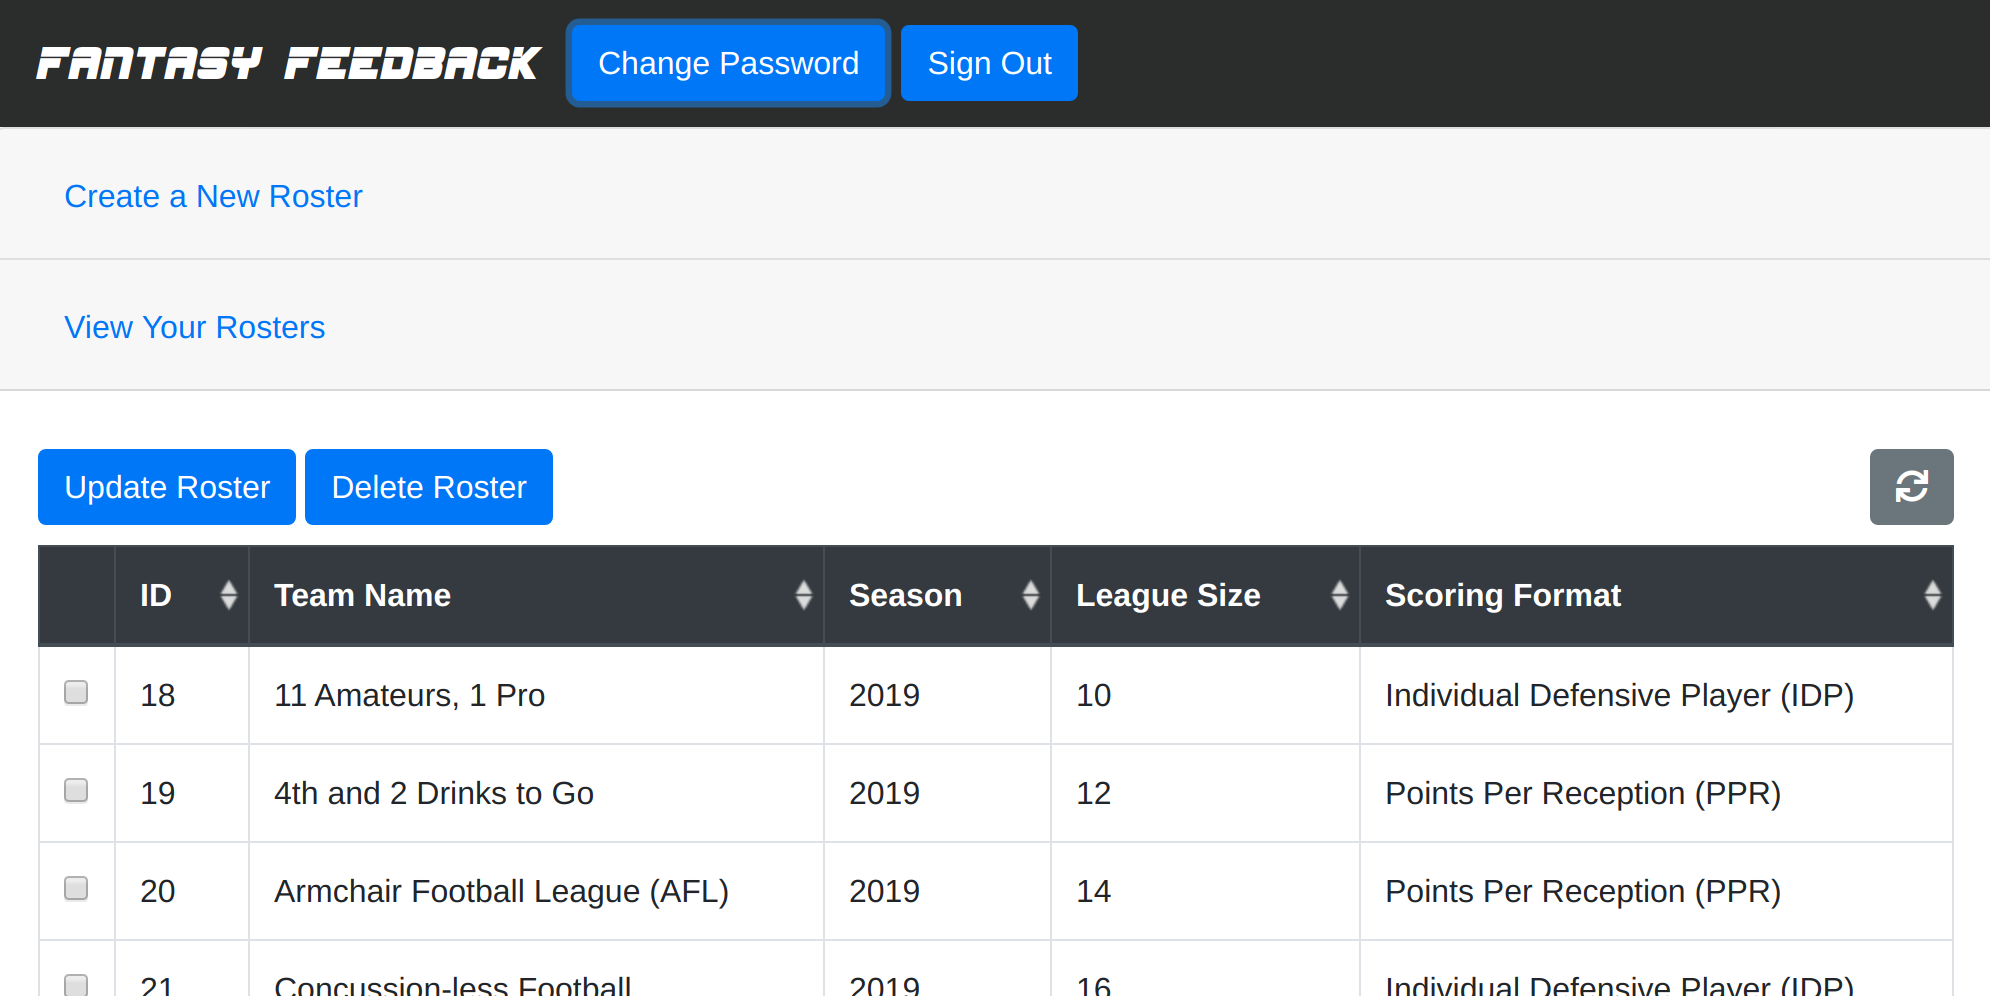 FANTASY FEEDBACK Change Password Sign Out
Create a New Roster
View Your Rosters
Update Roster Delete Roster
ID Team Name Season League Size Scoring Format
18 11 Amateurs, 1 Pro 2019 10 Individual Defensive Player (IDP)
19 4th and 2 Drinks to Go 2019 12 Points Per Reception (PPR)
20 Armchair Football League (AFL) 2019 14 Points Per Reception (PPR)
21 Concussion-less Football 2019 16 Individual Defensive Player (IDP)